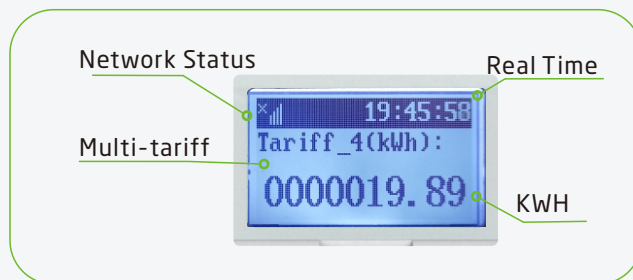 Network Status
Real Time
19:45:58
Tariff_4(kWh):
Multi-tariff
0000019.89
KWH